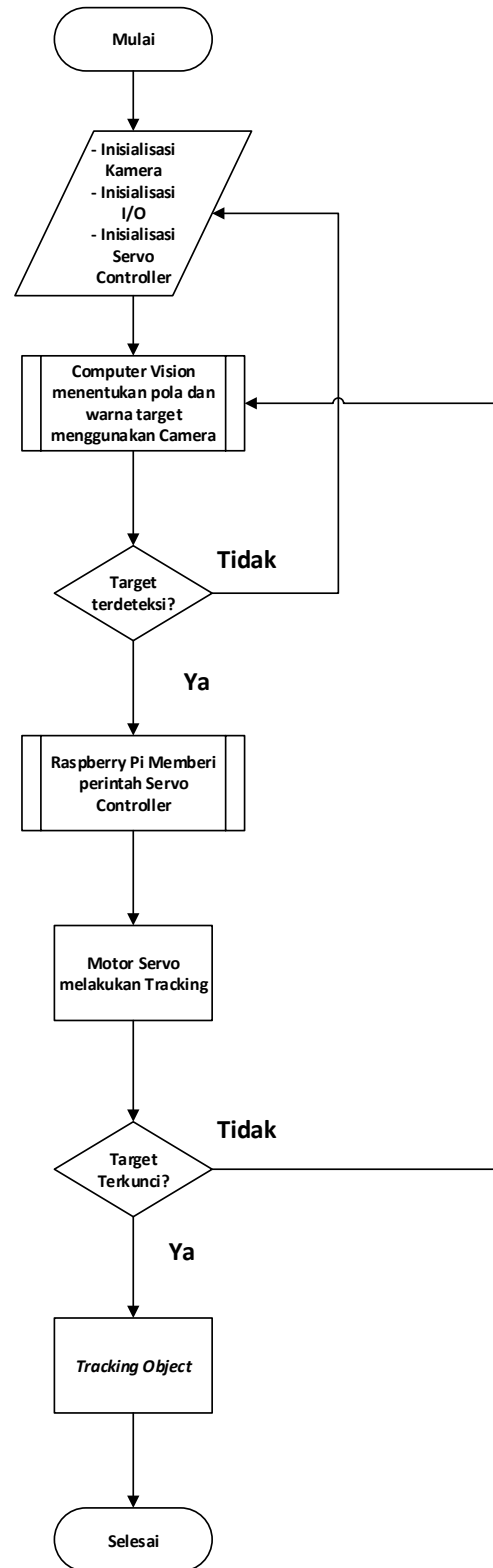 Mulai
- Inisialisasi
Kamera
- Inisialisasi
I/O
- Inisialisasi
Servo
Controller
Computer Vision
menentukan pola dan
warna target
menggunakan Camera
Target
terdeteksi?
Tidak
Ya
Raspberry Pi Memberi
perintah Servo
Controller
Motor Servo
melakukan Tracking
Target
Terkunci?
Tidak
Ya
Tracking Object
Selesai